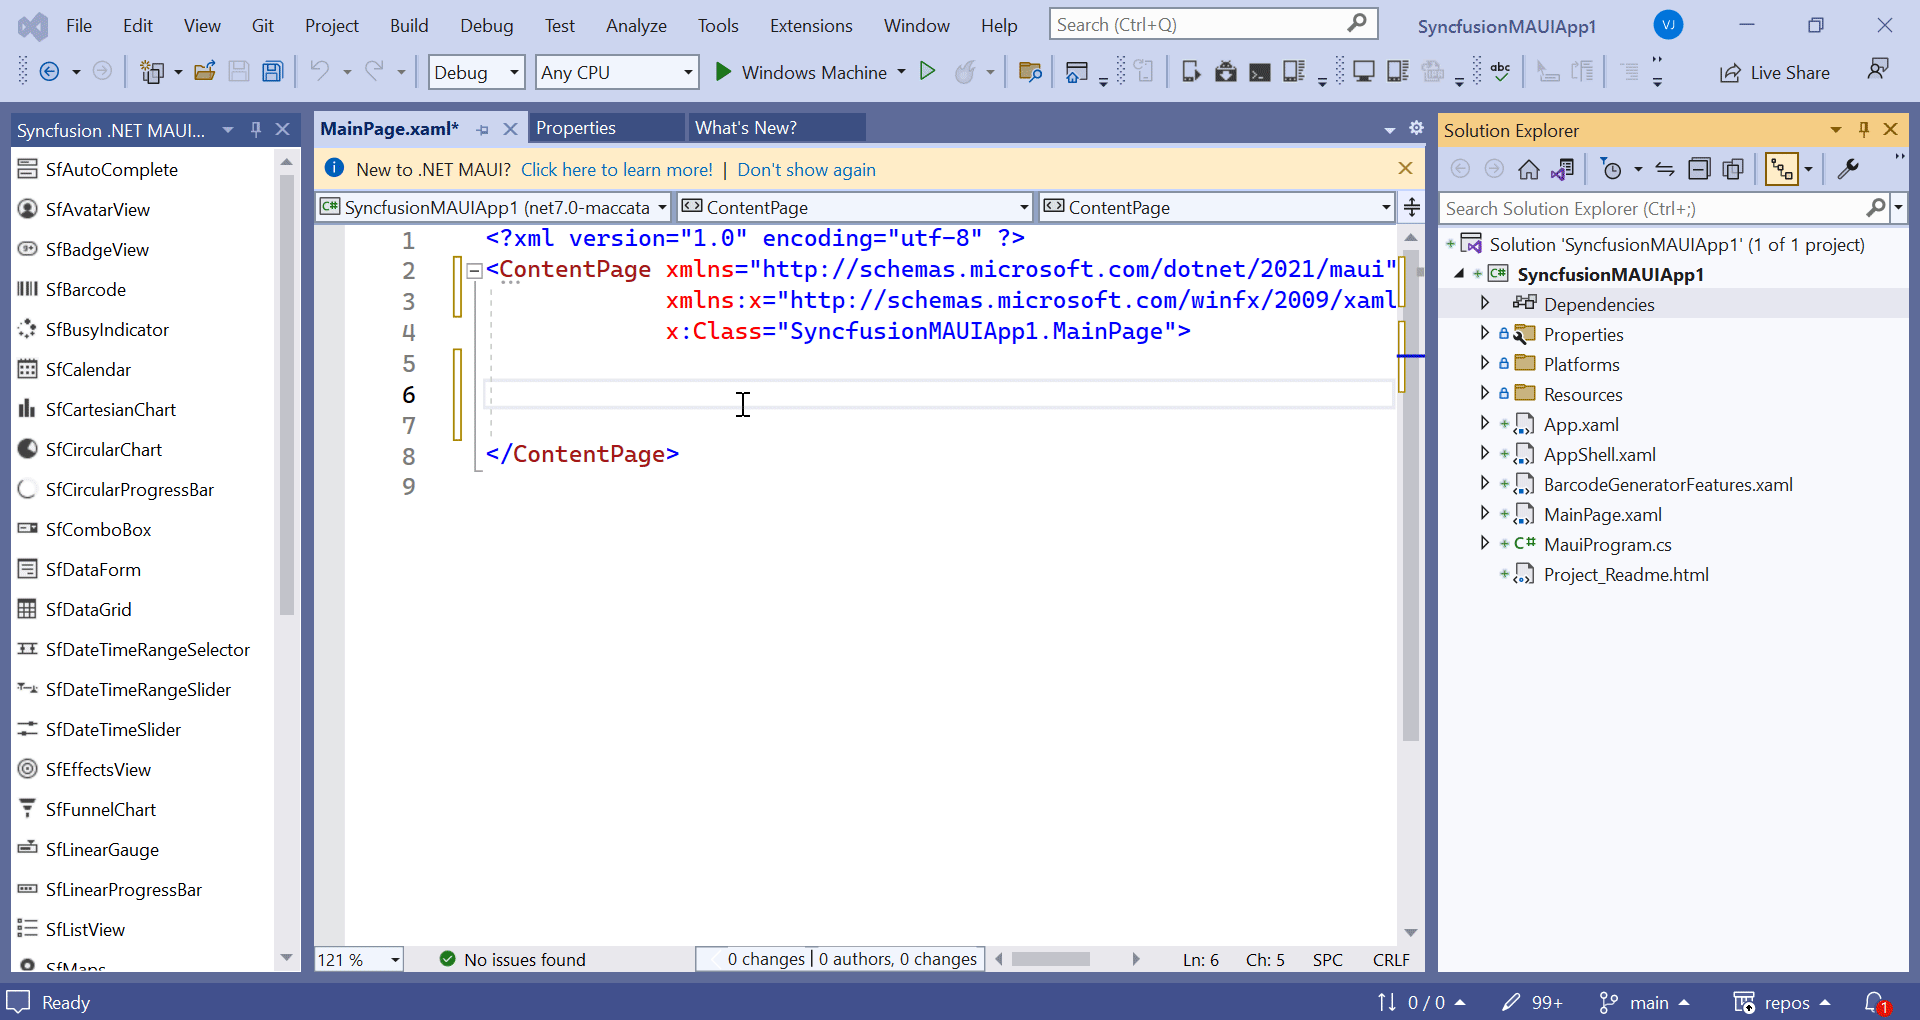 File Edit View Git Project Build Debug Test Analyze Tools Extensions Window Help Search (Ctrl+Q) SyncfusionMAUIApp1 VJ
Debug Any CPU Windows Machine abc Live Share
Syncfusion .NET MAUI...
SfAutoComplete
SfAvatarView
SfBadgeView
SfBarcode
SfBusyIndicator
SfCalendar
SfCartesianChart
SfCircularChart
SfCircularProgressBar
SfComboBox
SfDataForm
SfDataGrid
SfDateTimeRangeSelector
SfDateTimeRangeSlider
SfDateTimeSlider
SfEffectsView
SfFunnelChart
SfLinearGauge
SfLinearProgressBar
SfListView
SfMaps
MainPage.xaml* Properties What's New?
New to .NET MAUI? Click here to learn more! | Don't show again
C# SyncfusionMAUIApp1 (net7.0-maccata ContentPage ContentPage
1 <?xml version="1.0" encoding="utf-8" ?>
2 <ContentPage xmlns="http://schemas.microsoft.com/dotnet/2021/maui"
3 xmlns:x="http://schemas.microsoft.com/winfx/2009/xaml
4 x:Class="SyncfusionMAUIApp1.MainPage">
5
6
7
8 </ContentPage>
9
121 % No issues found 0 changes | 0 authors, 0 changes Ln: 6 Ch: 5 SPC CRLF
Solution Explorer
Search Solution Explorer (Ctrl+;)
Solution 'SyncfusionMAUIApp1' (1 of 1 project)
C# SyncfusionMAUIApp1
Dependencies
Properties
Platforms
Resources
App.xaml
AppShell.xaml
BarcodeGeneratorFeatures.xaml
MainPage.xaml
C# MauiProgram.cs
Project_Readme.html
Ready 0 / 0 99+ main repos 1